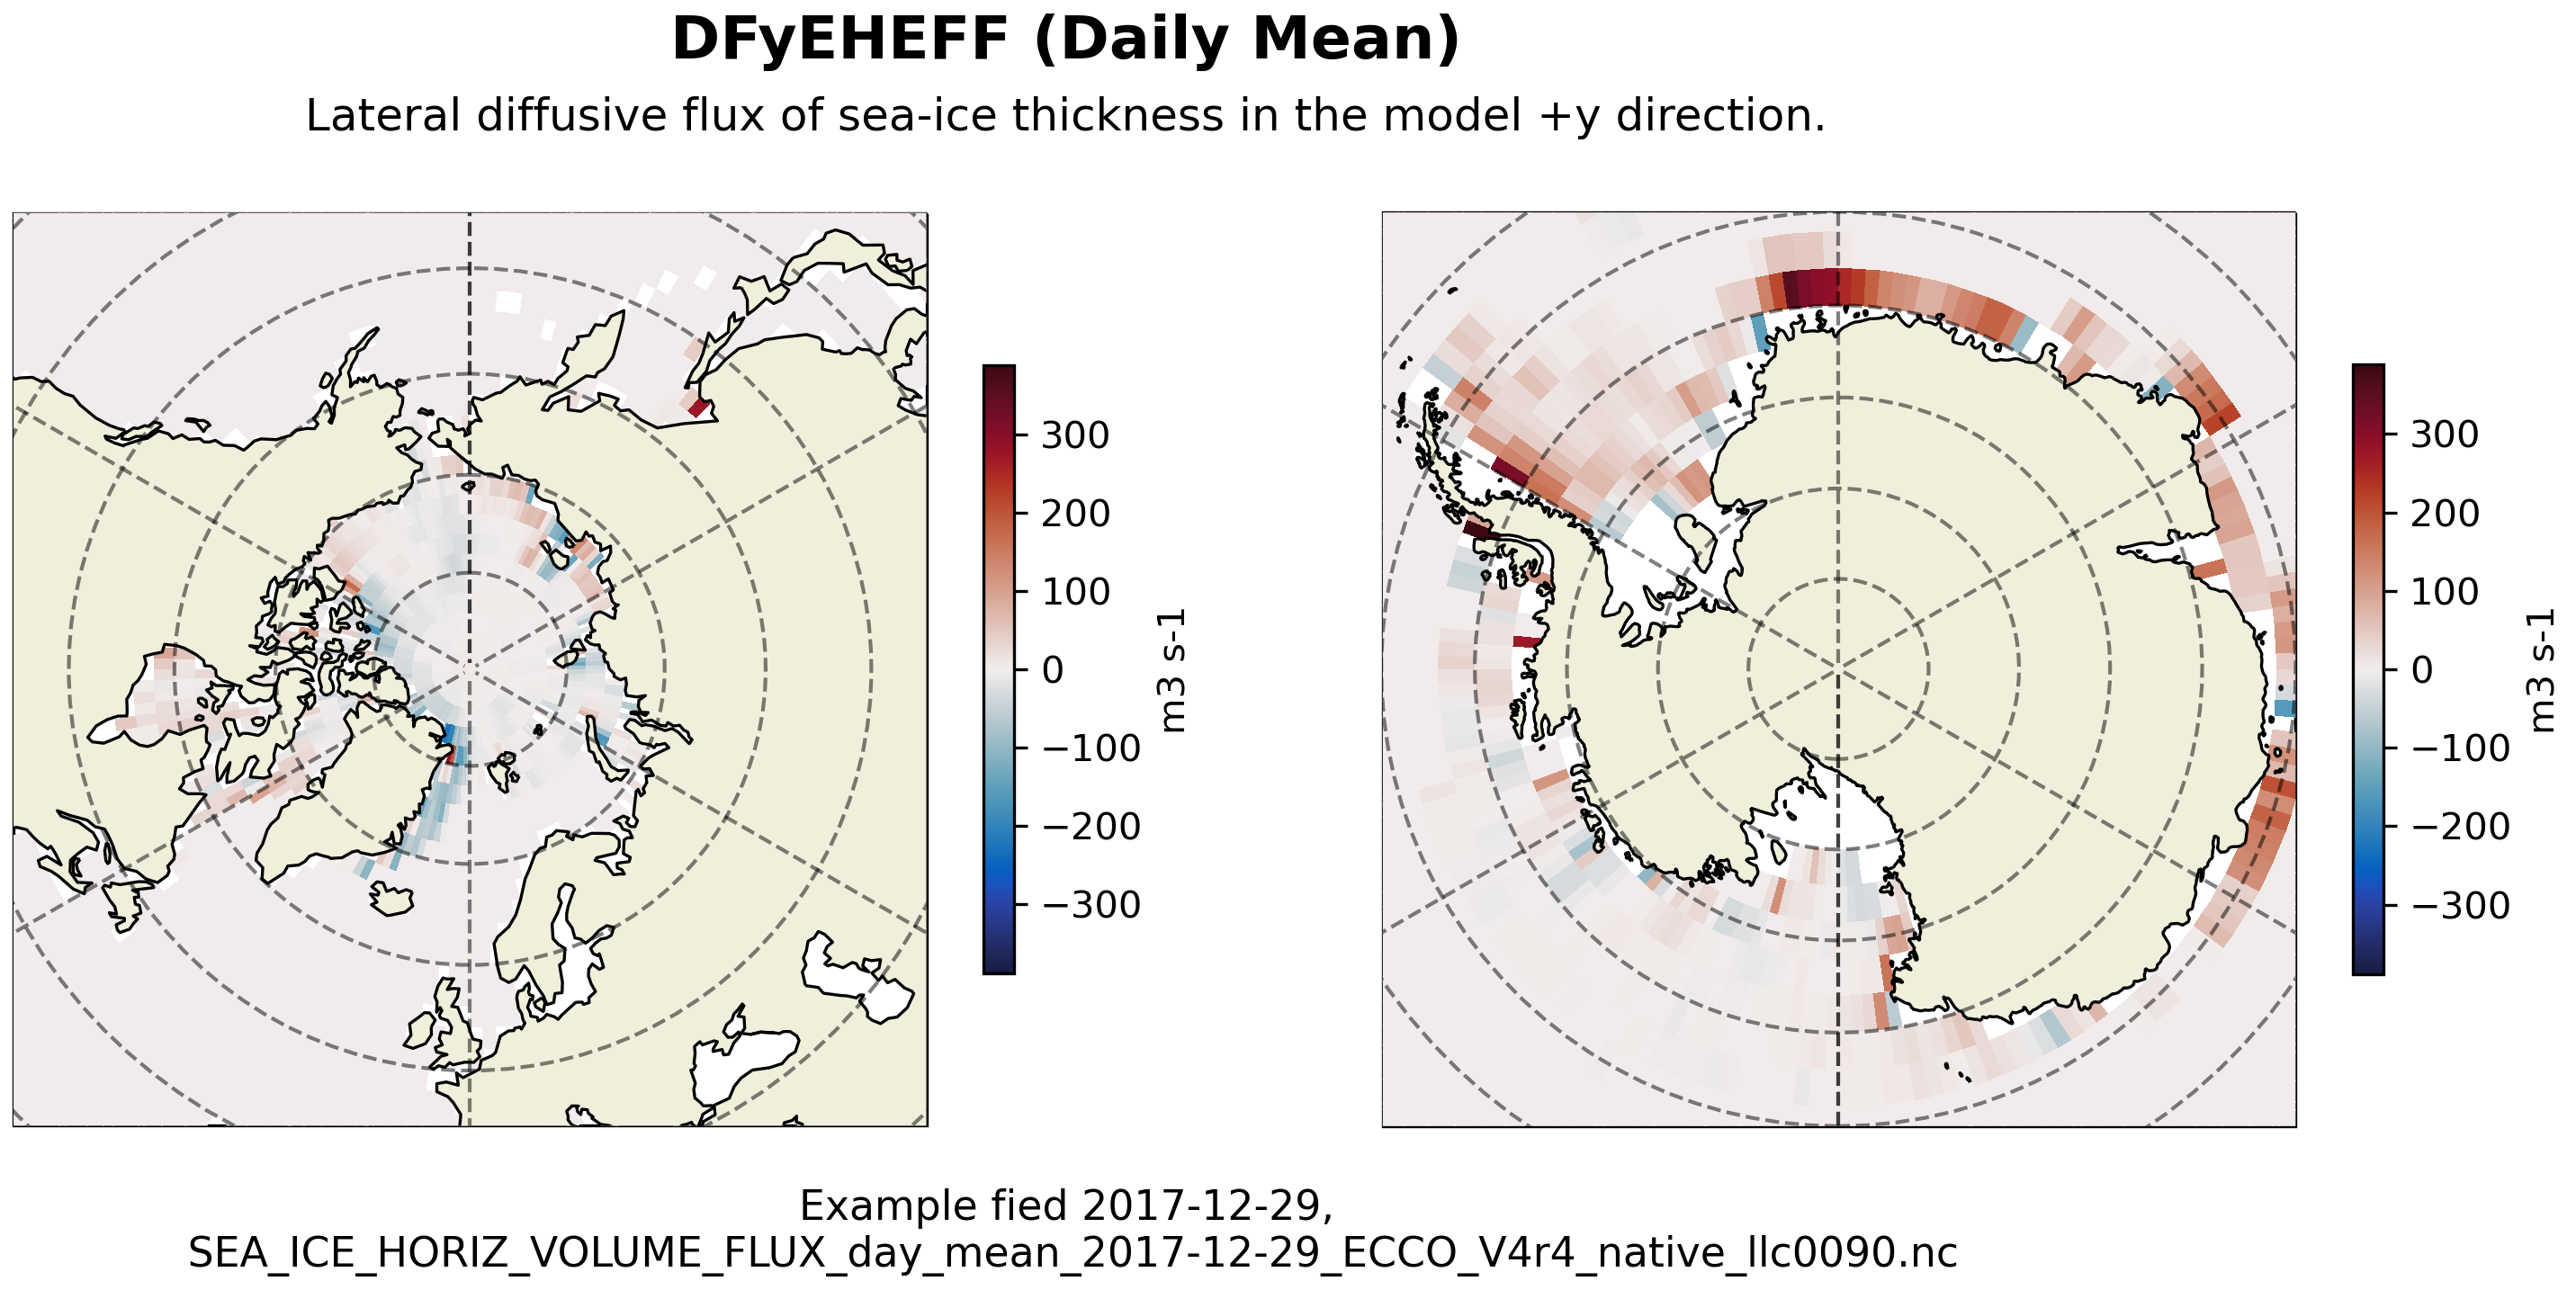 DFyEHEFF (Daily Mean)
Lateral diffusive flux of sea-ice thickness in the model +y direction.
300
200
100
0
−100
−200
−300
m3 s-1
300
200
100
0
−100
−200
−300
m3 s-1
Example fied 2017-12-29,
SEA_ICE_HORIZ_VOLUME_FLUX_day_mean_2017-12-29_ECCO_V4r4_native_llc0090.nc